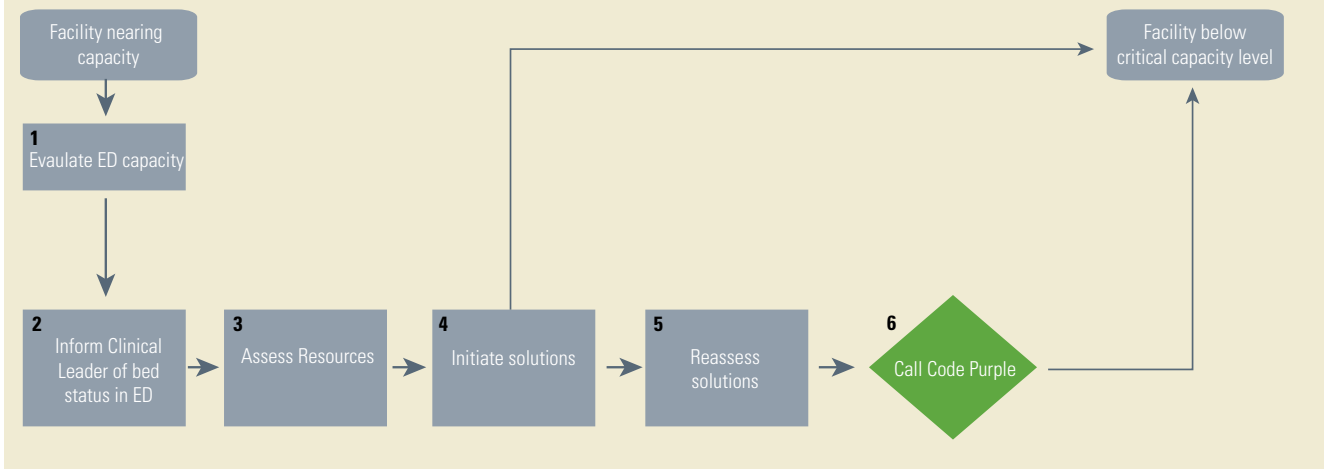 Facility nearing
capacity
Facility below
critical capacity level
1
Evaulate ED capacity
2
Inform Clinical
Leader of bed
status in ED
3
Assess Resources
4
Initiate solutions
5
Reassess
solutions
6
Call Code Purple